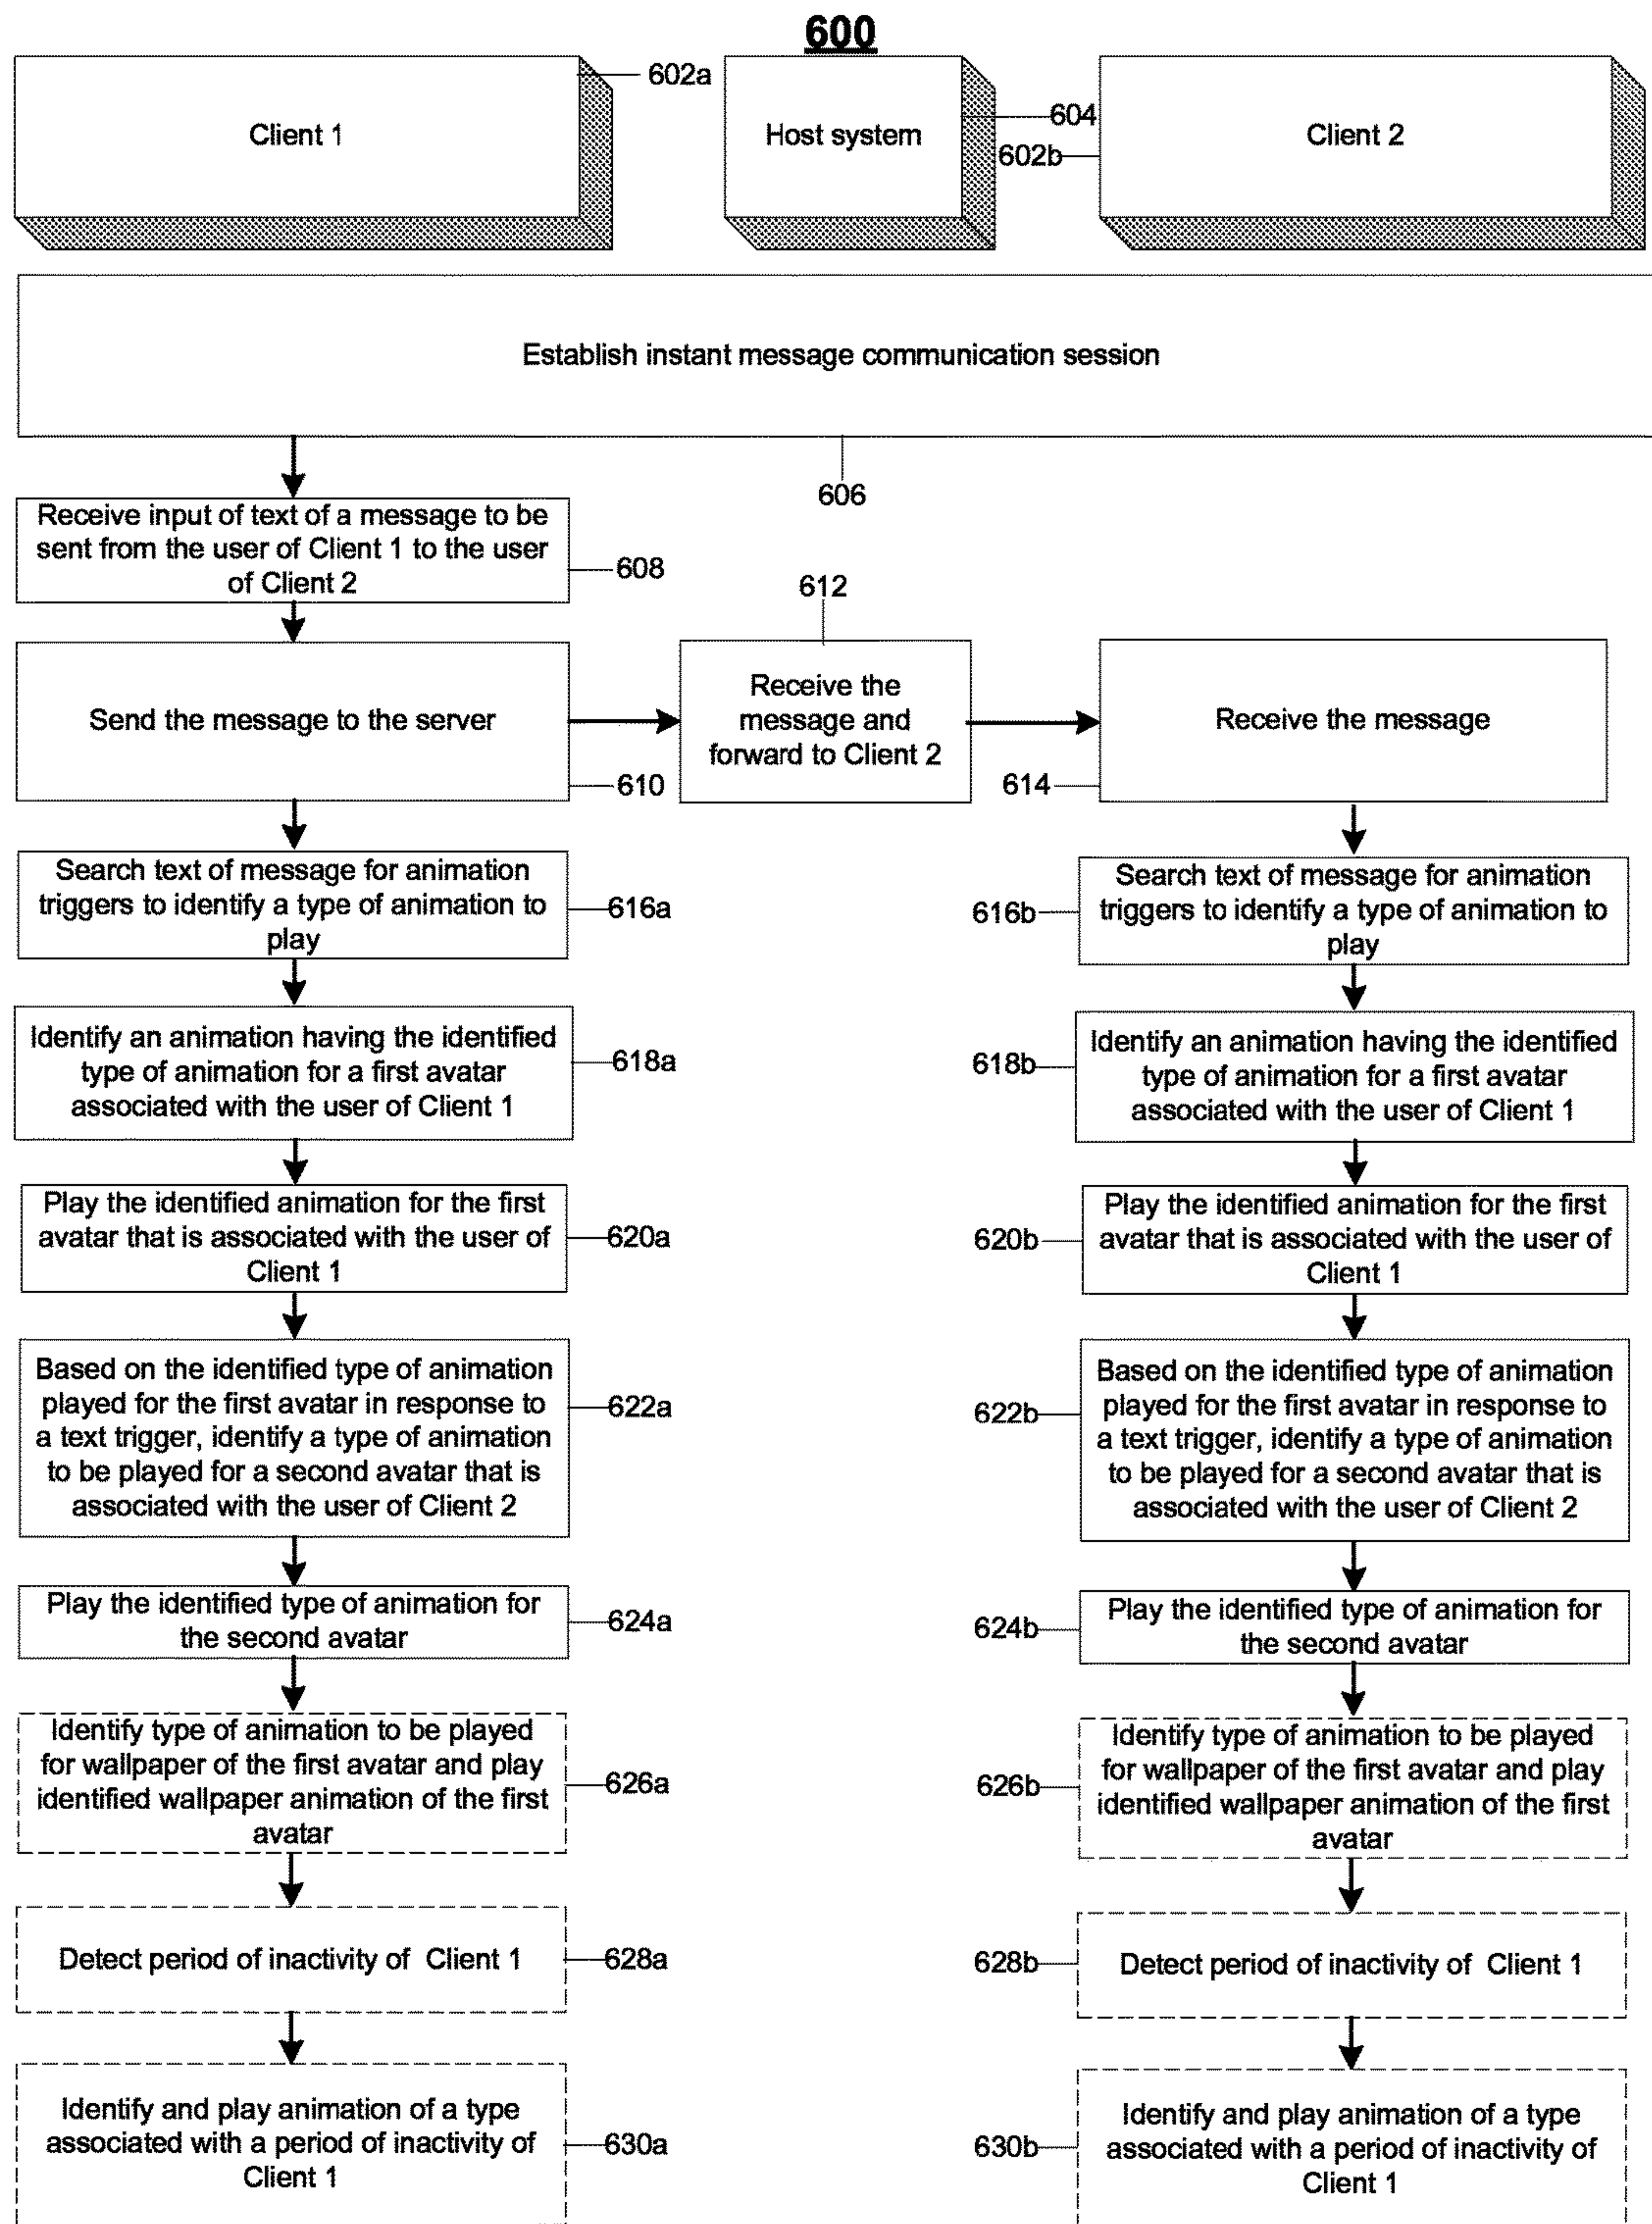 600
Client 1
602a
Host system
604
602b
Client 2
Establish instant message communication session
606
Receive input of text of a message to be
sent from the user of Client 1 to the user
of Client 2
608
612
Send the message to the server
610
Receive the
message and
forward to Client 2
Receive the message
614
Search text of message for animation
triggers to identify a type of animation to
play
616a
616b
Search text of message for animation
triggers to identify a type of animation to
play
Identify an animation having the identified
type of animation for a first avatar
associated with the user of Client 1
618a
618b
Identify an animation having the identified
type of animation for a first avatar
associated with the user of Client 1
Play the identified animation for the first
avatar that is associated with the user of
Client 1
620a
620b
Play the identified animation for the first
avatar that is associated with the user of
Client 1
Based on the identified type of animation
played for the first avatar in response to
a text trigger, identify a type of animation
to be played for a second avatar that is
associated with the user of Client 2
622a
622b
Based on the identified type of animation
played for the first avatar in response to
a text trigger, identify a type of animation
to be played for a second avatar that is
associated with the user of Client 2
Play the identified type of animation for
the second avatar
624a
624b
Play the identified type of animation for
the second avatar
Identify type of animation to be played
for wallpaper of the first avatar and play
identified wallpaper animation of the first
avatar
626a
626b
Identify type of animation to be played
for wallpaper of the first avatar and play
identified wallpaper animation of the first
avatar
Detect period of inactivity of Client 1
628a
628b
Detect period of inactivity of Client 1
Identify and play animation of a type
associated with a period of inactivity of
Client 1
630a
630b
Identify and play animation of a type
associated with a period of inactivity of
Client 1